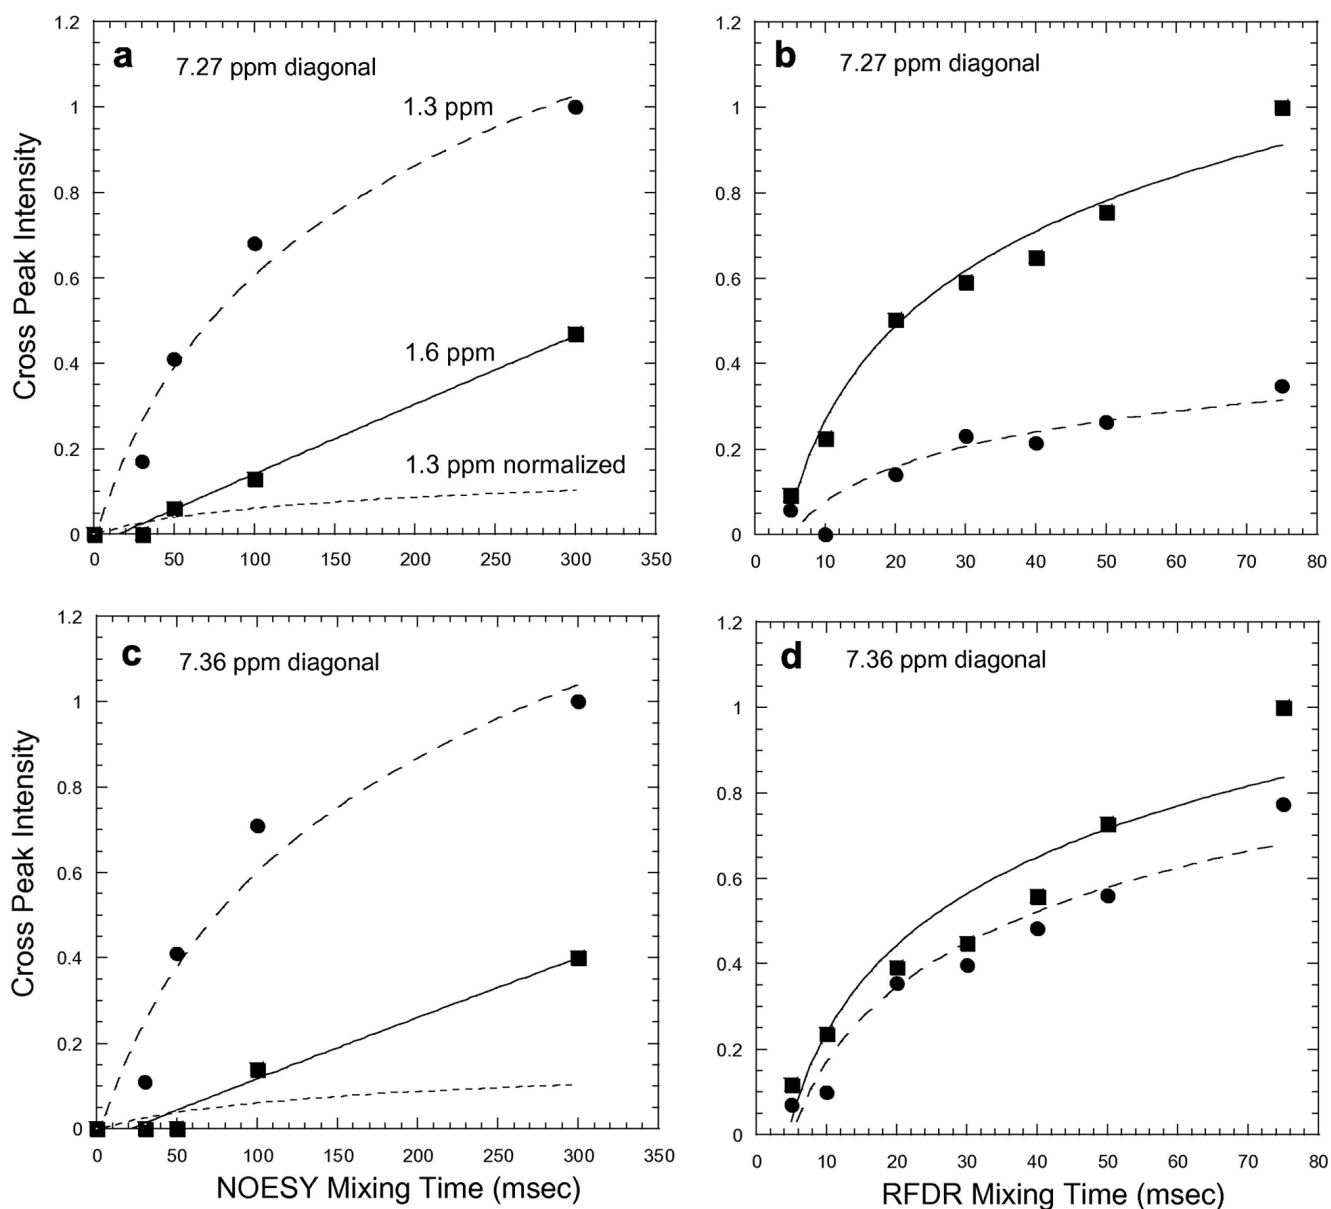 a
7.27 ppm diagonal
1.3 ppm
1.6 ppm
1.3 ppm normalized
Cross Peak Intensity
1.2
1
0.8
0.6
0.4
0.2
0
0 50 100 150 200 250 300 350
b
7.27 ppm diagonal
1.2
1
0.8
0.6
0.4
0.2
0
0 10 20 30 40 50 60 70 80
c
7.36 ppm diagonal
Cross Peak Intensity
1.2
1
0.8
0.6
0.4
0.2
0
0 50 100 150 200 250 300 350
NOESY Mixing Time (msec)
d
7.36 ppm diagonal
1.2
1
0.8
0.6
0.4
0.2
0
0 10 20 30 40 50 60 70 80
RFDR Mixing Time (msec)